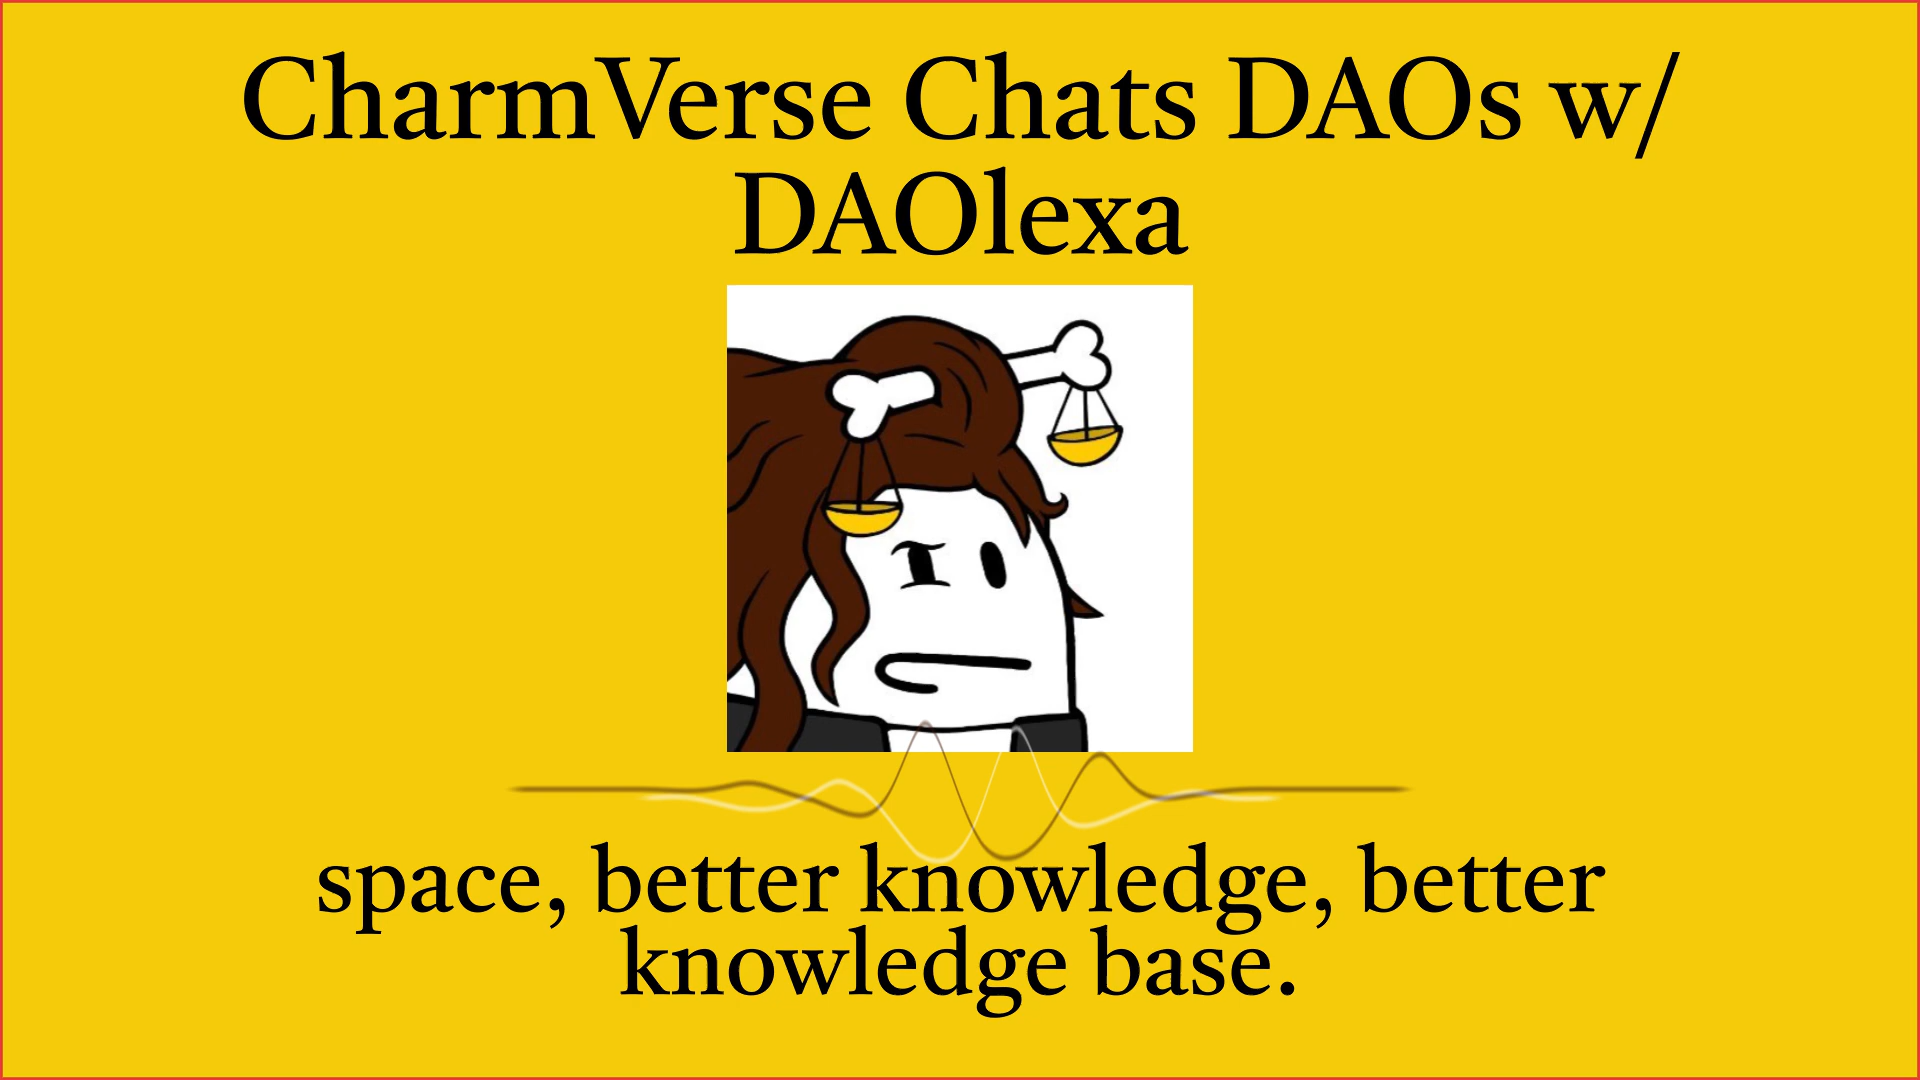 CharmVerse Chats DAOs w/
DAOlexa
space, better knowledge, better
knowledge base.